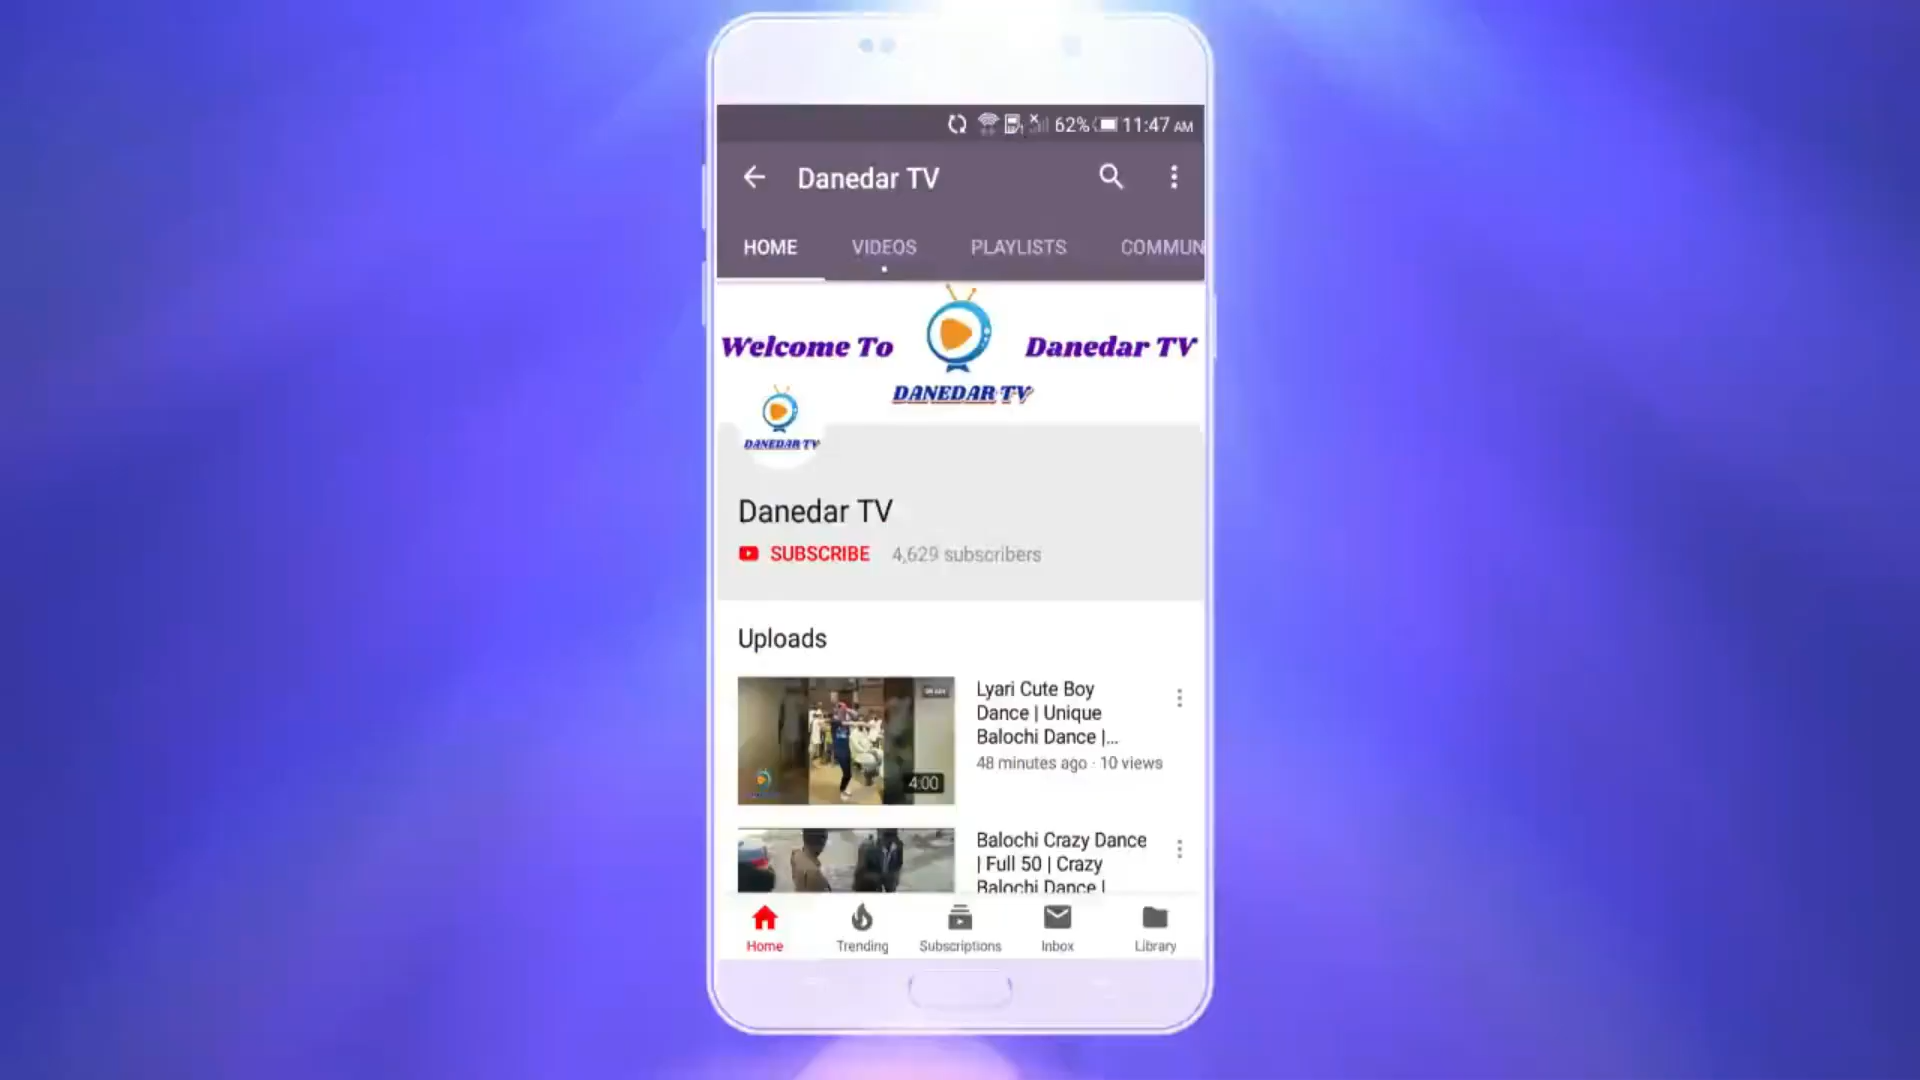 62% 11:47 AM
Danedar TV
HOME VIDEOS PLAYLISTS COMMUN
Welcome To Danedar TV
DANEDAR TV
DANEDAR TV
Danedar TV
SUBSCRIBE 4,629 subscribers
Uploads
Lyari Cute Boy
Dance | Unique
Balochi Dance |...
48 minutes ago · 10 views
4:00
Balochi Crazy Dance
| Full 50 | Crazy
Balochi Dance |
Home Trending Subscriptions Inbox Library